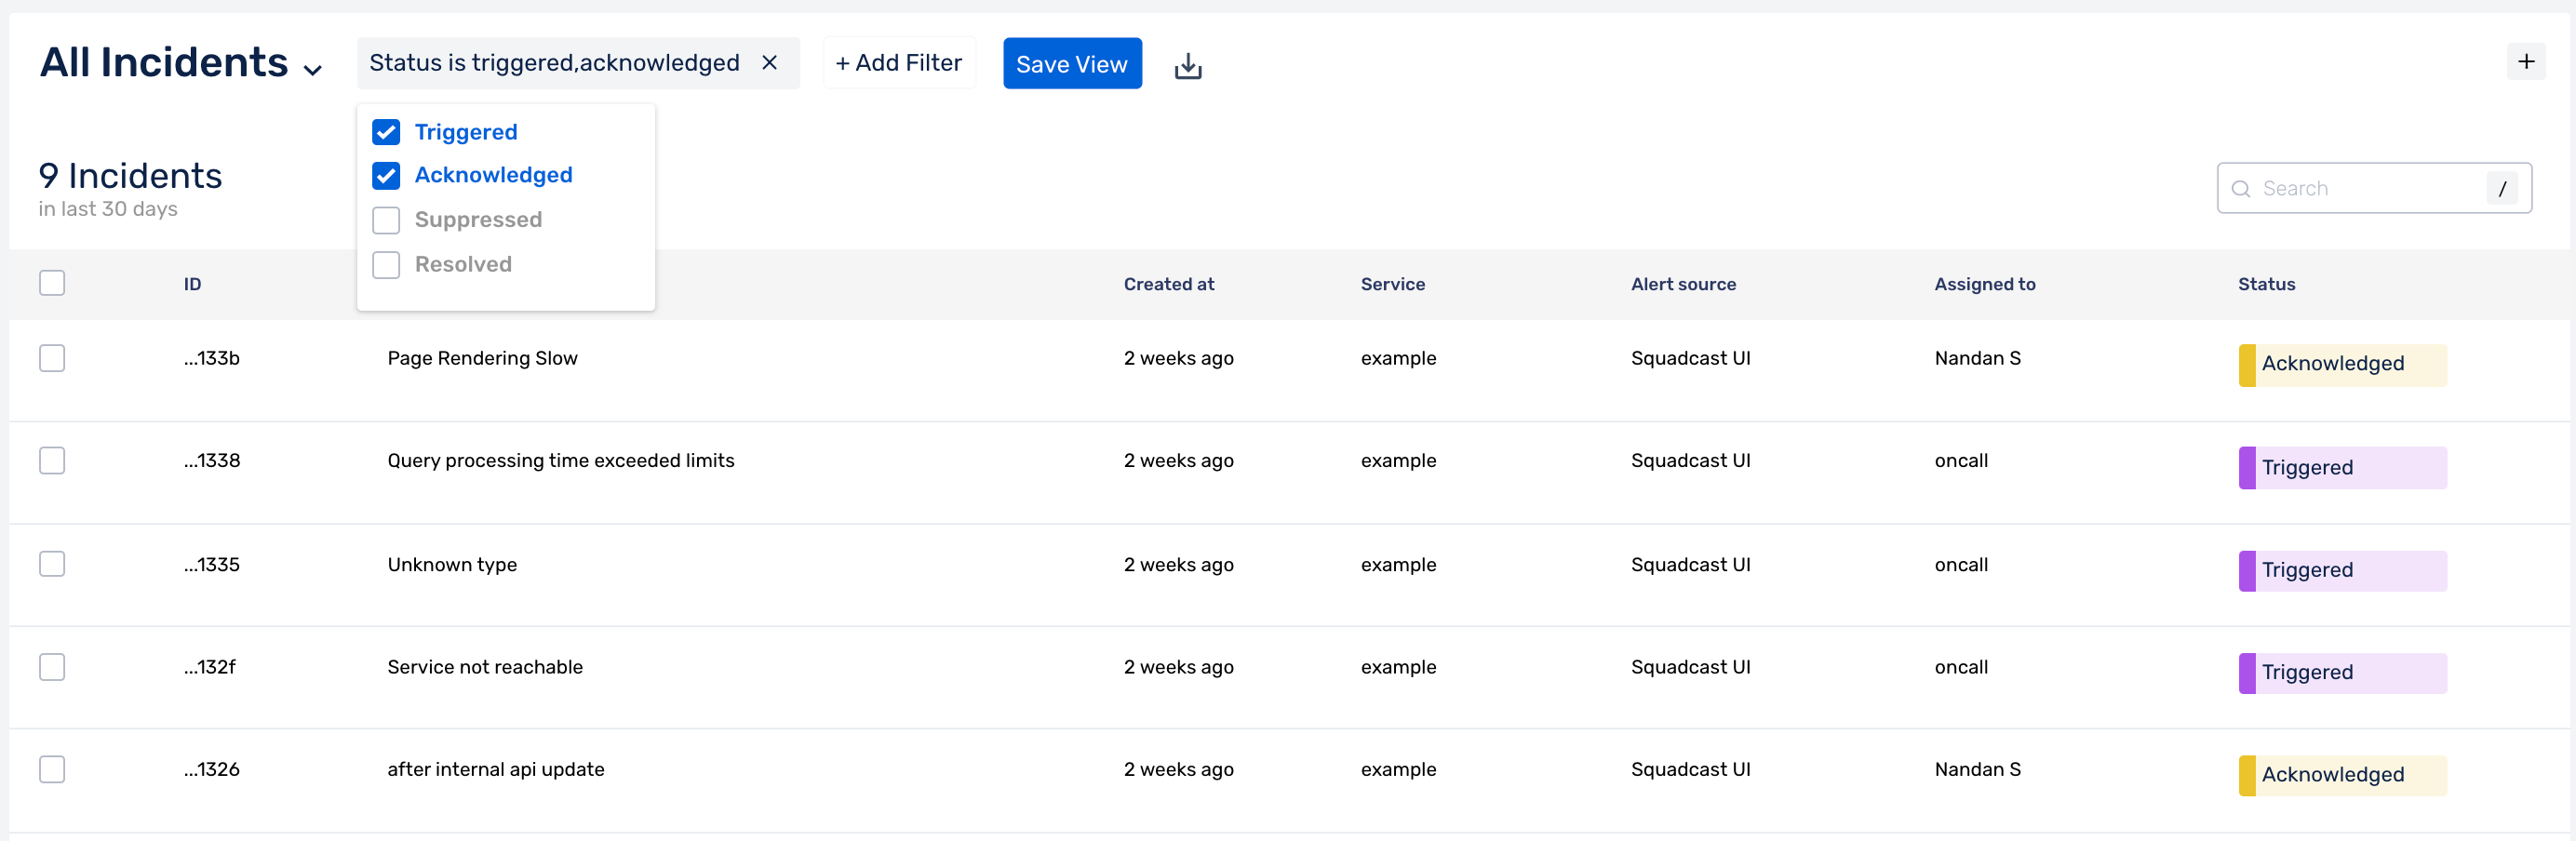 All Incidents
Status is triggered,acknowledged
+ Add Filter
Save View
+
Triggered
Acknowledged
Suppressed
Resolved
9 Incidents
in last 30 days
Search /
ID Created at Service Alert source Assigned to Status
...133b Page Rendering Slow 2 weeks ago example Squadcast UI Nandan S Acknowledged
...1338 Query processing time exceeded limits 2 weeks ago example Squadcast UI oncall Triggered
...1335 Unknown type 2 weeks ago example Squadcast UI oncall Triggered
...132f Service not reachable 2 weeks ago example Squadcast UI oncall Triggered
...1326 after internal api update 2 weeks ago example Squadcast UI Nandan S Acknowledged